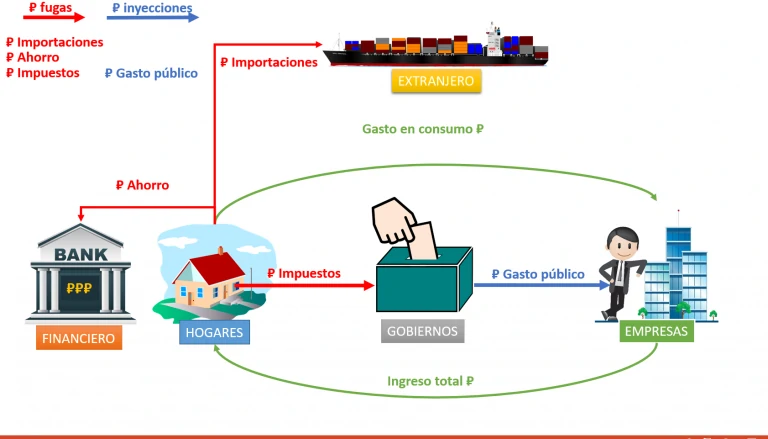 ₽ fugas
₽ inyecciones
₽ Importaciones
₽ Ahorro
₽ Impuestos
₽ Gasto público
₽ Importaciones
EXTRANJERO
Gasto en consumo ₽
₽ Ahorro
BANK
₽₽₽
₽ Impuestos
₽ Gasto público
FINANCIERO
HOGARES
GOBIERNOS
EMPRESAS
Ingreso total ₽